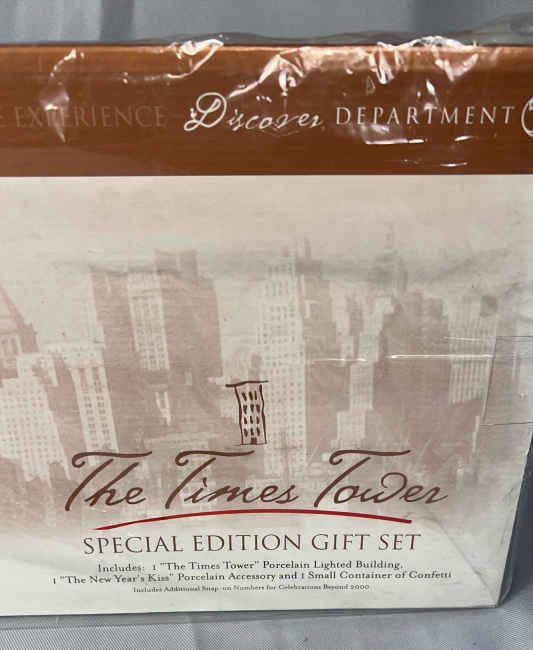 EXPERIENCE Discover DEPARTMENT
The Times Tower
SPECIAL EDITION GIFT SET
Includes: 1 "The Times Tower" Porcelain Lighted Building,
1 "The New Year's Kiss" Porcelain Accessory and 1 Small Container of Confetti
Includes Additional Snap-on Numbers for Celebrations Beyond 2000.